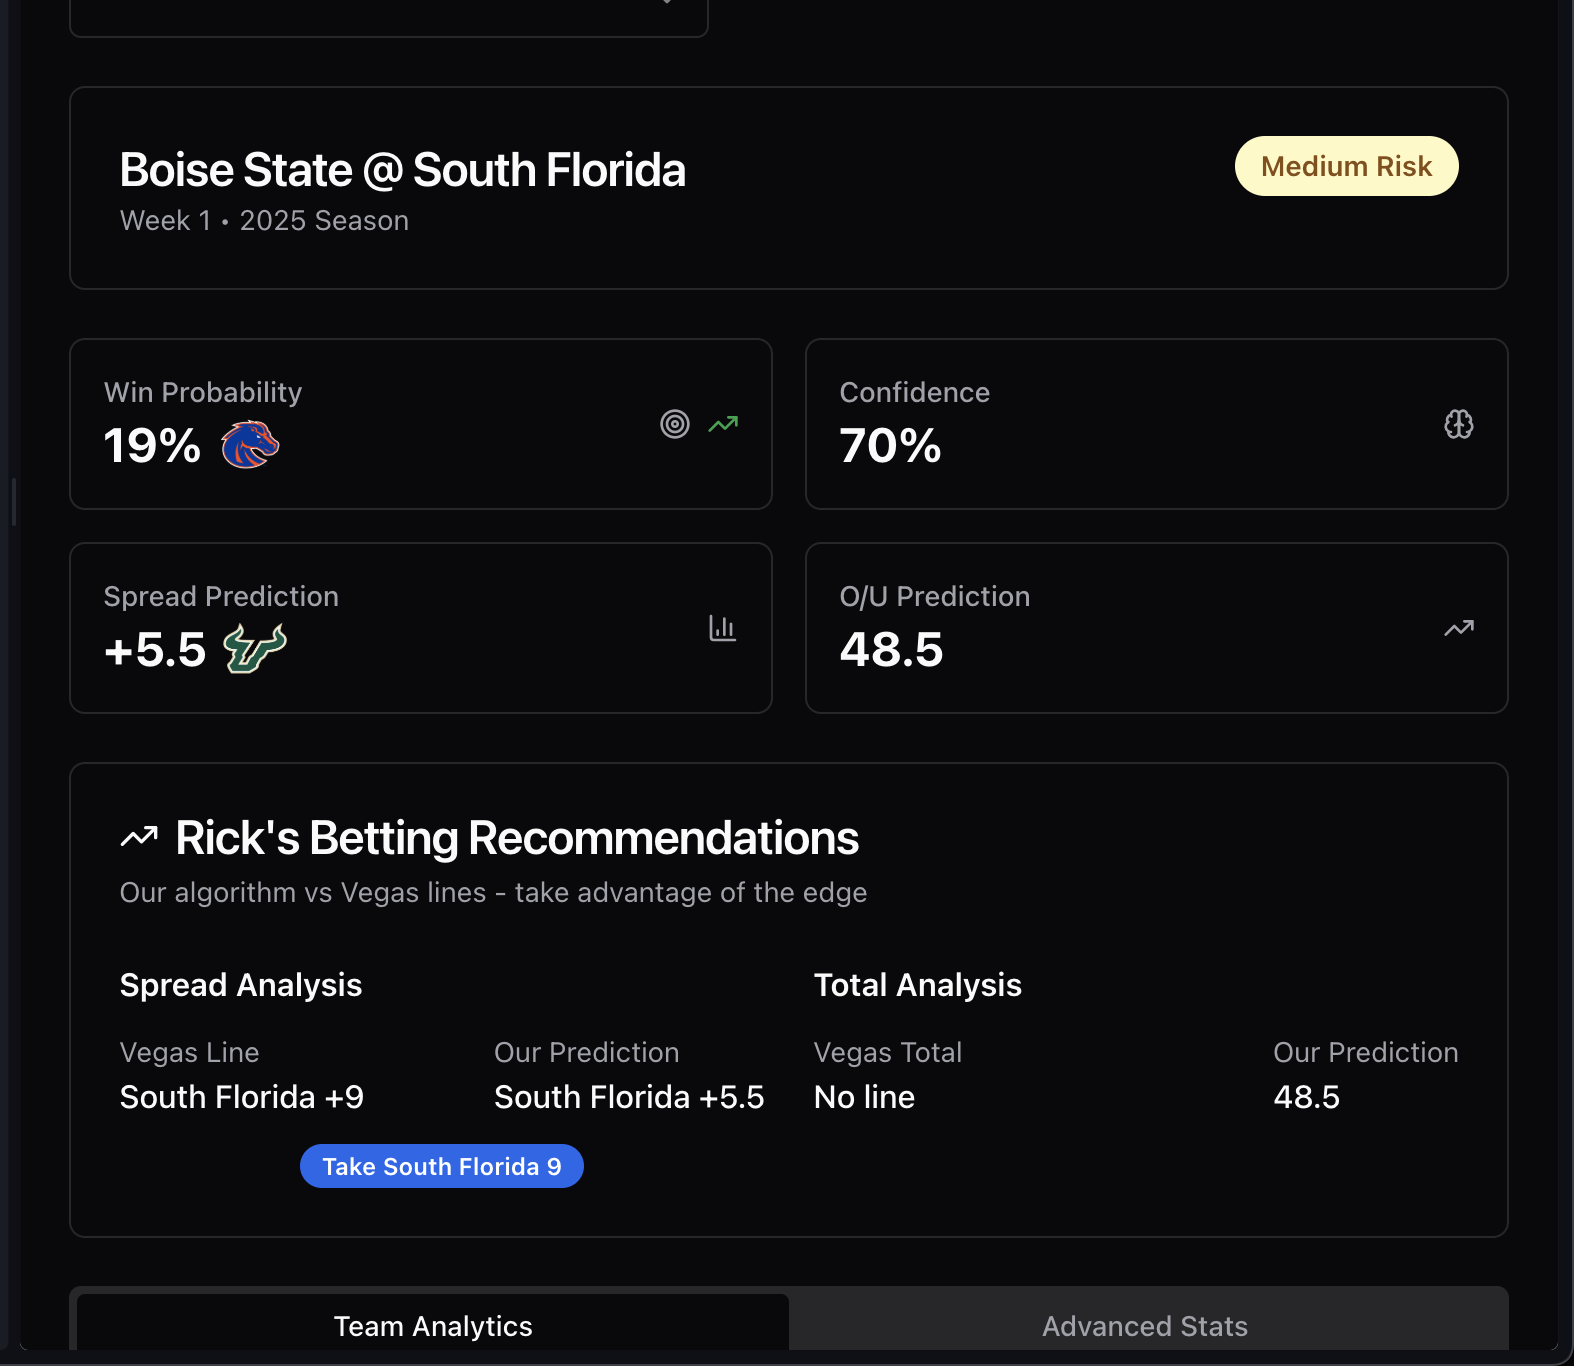 Boise State @ South Florida
Medium Risk
Week 1 • 2025 Season
Win Probability
19%
Confidence
70%
Spread Prediction
+5.5
O/U Prediction
48.5
Rick's Betting Recommendations
Our algorithm vs Vegas lines - take advantage of the edge
Spread Analysis
Vegas Line
South Florida +9
Our Prediction
South Florida +5.5
Take South Florida 9
Total Analysis
Vegas Total
No line
Our Prediction
48.5
Team Analytics
Advanced Stats